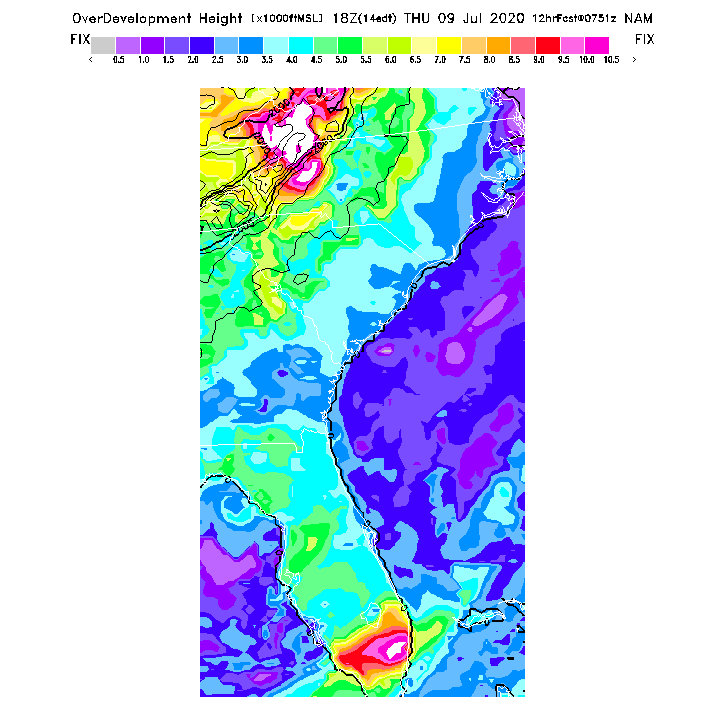 OverDevelopment Height [x1000ftMSL] 18Z(14edt) THU 09 Jul 2020 12hrFcst@0751z NAM
FIX FIX
< 0.5 1.0 1.5 2.0 2.5 3.0 3.5 4.0 4.5 5.0 5.5 6.0 6.5 7.0 7.5 8.0 8.5 9.0 9.5 10.0 10.5 >